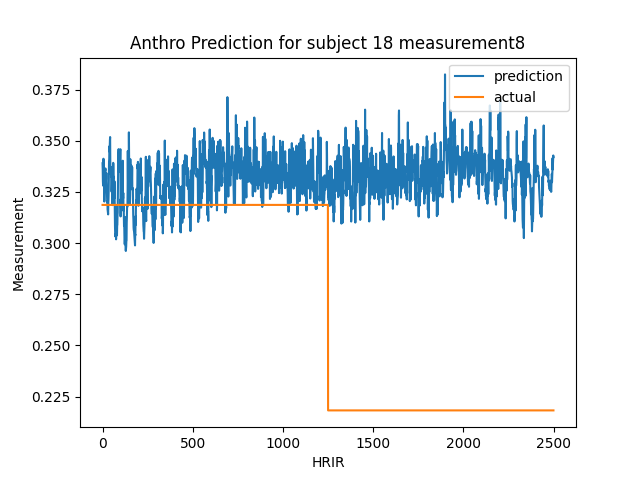 Anthro Prediction for subject 18 measurement8
prediction
actual
0.375
0.350
0.325
0.300
0.275
0.250
0.225
Measurement
0
500
1000
1500
2000
2500
HRIR